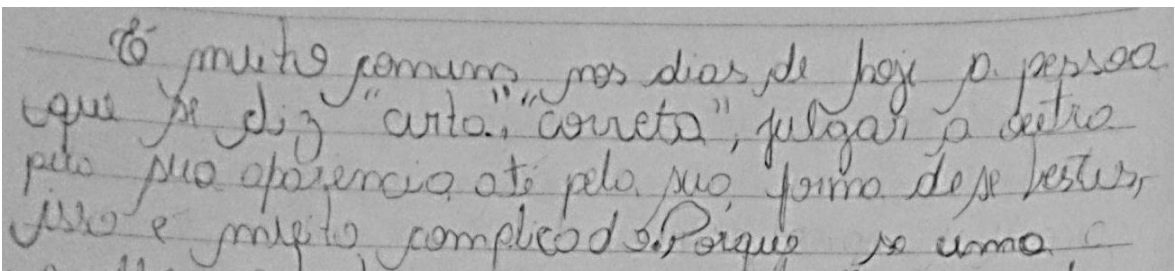 É muito comum nos dias de hoje a pessoa
que se diz "certa", "correta", julgar a outra
pela sua aparencia até pela sua forma de se vestir,
isso é muito complicado. Porque se uma